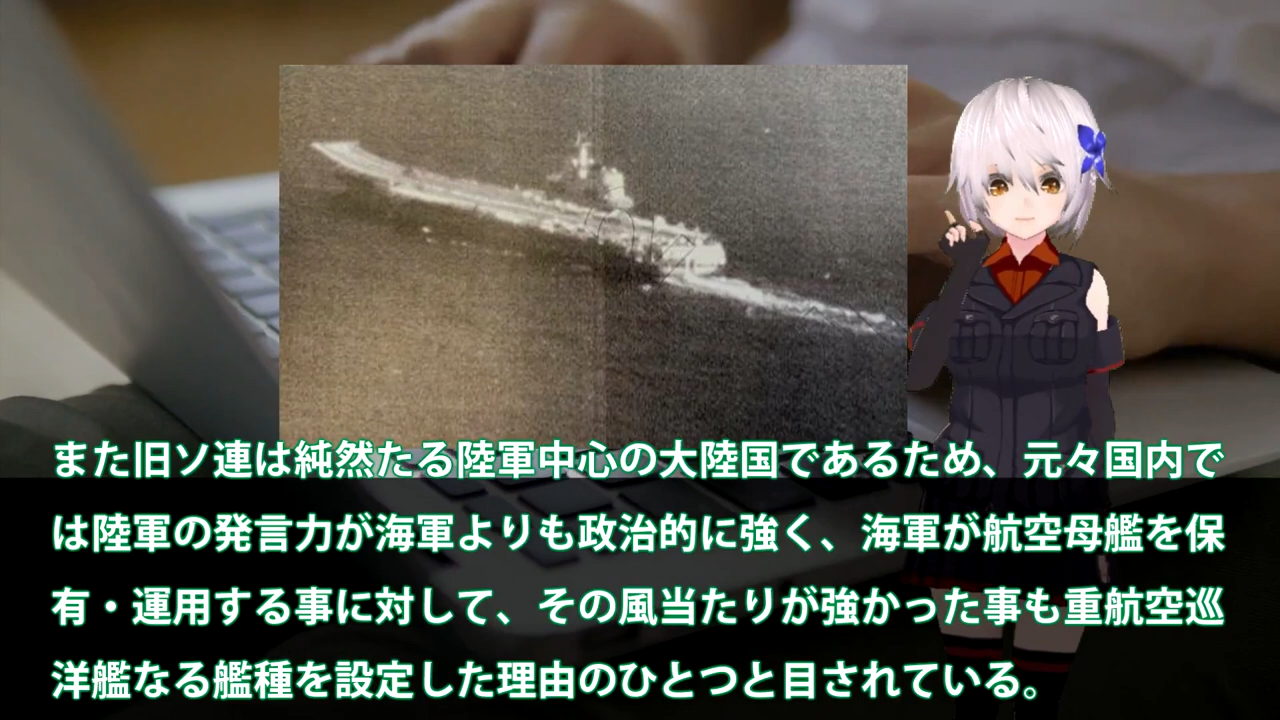 また旧ソ連は純然たる陸軍中心の大陸国であるため、元々国内で
は陸軍の発言力が海軍よりも政治的に強く、海軍が航空母艦を保
有・運用する事に対して、その風当たりが強かった事も重航空巡
洋艦なる艦種を設定した理由のひとつと目されている。